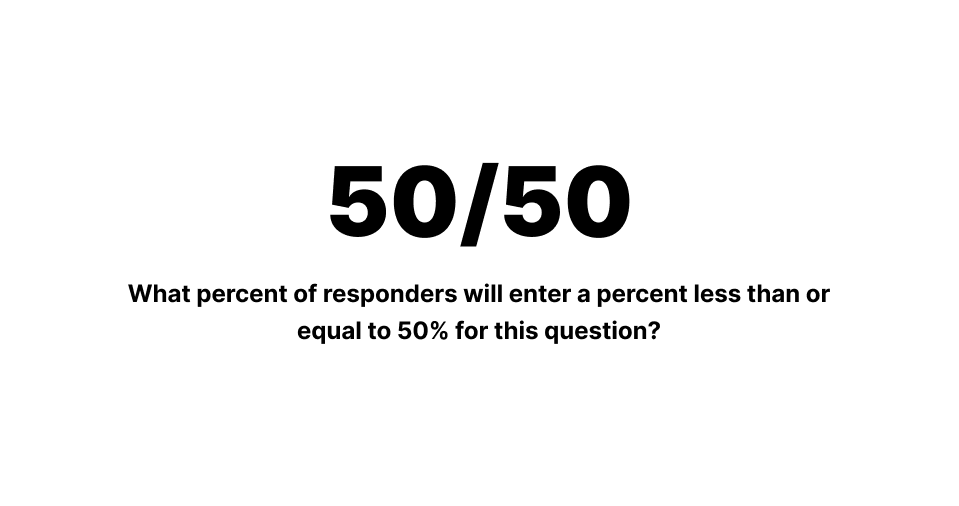 50/50
What percent of responders will enter a percent less than or
equal to 50% for this question?